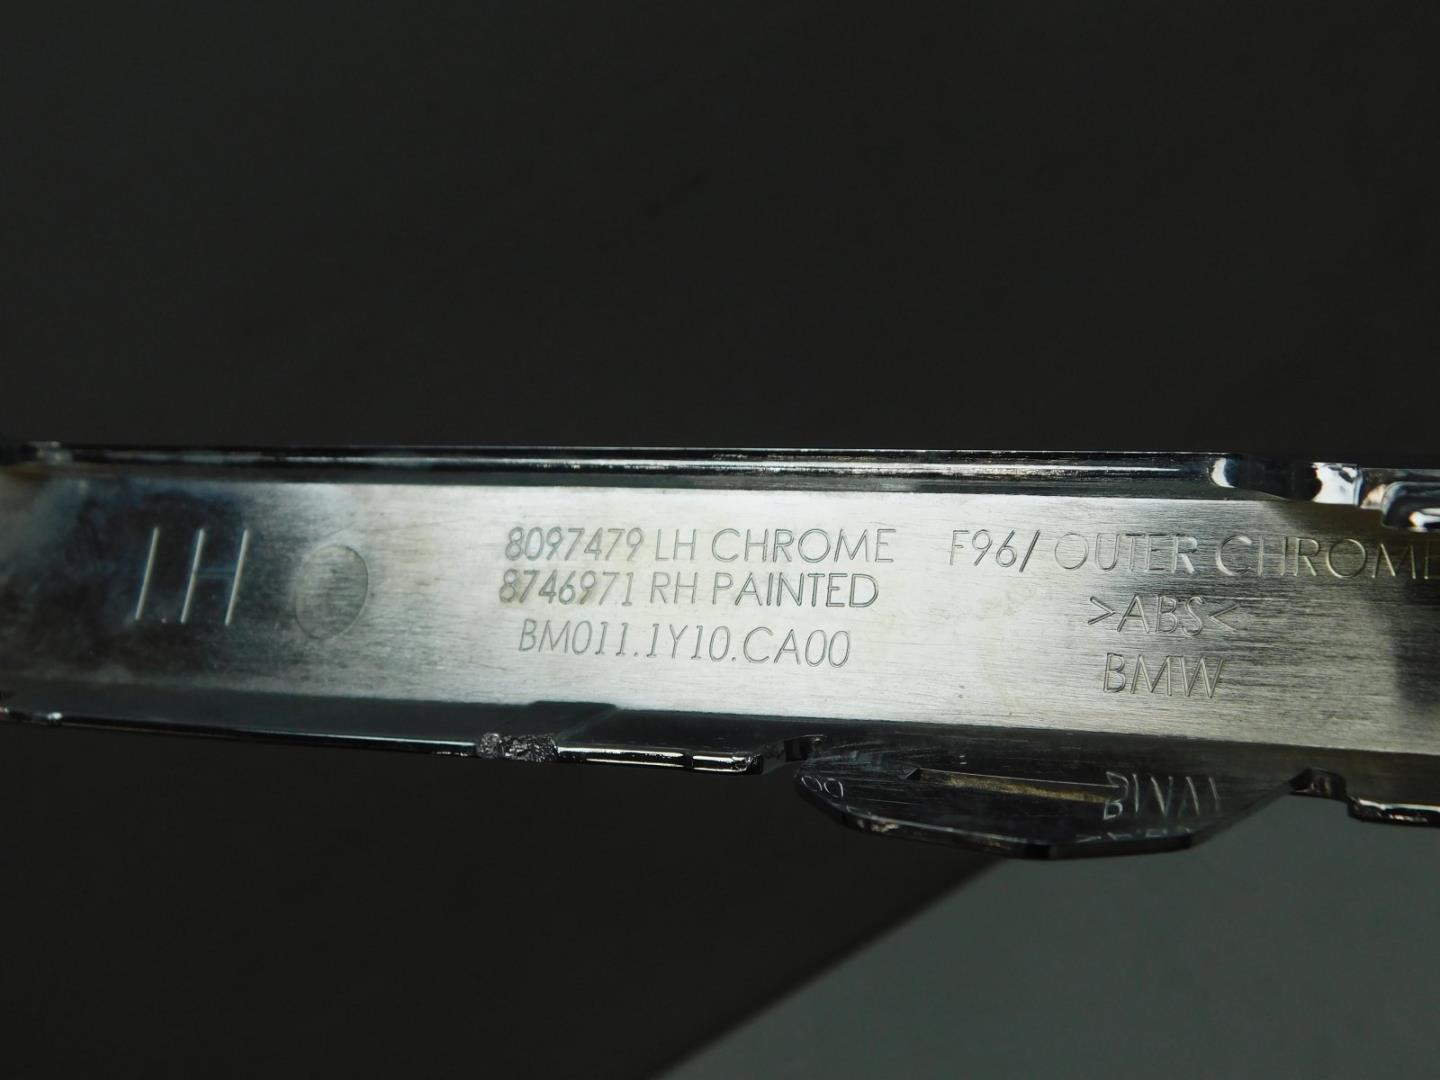 LH
8097479 LH CHROME
8746971 RH PAINTED
BM011.1Y10.CA00
F96/ OUTER CHROME
>ABS<
BMW